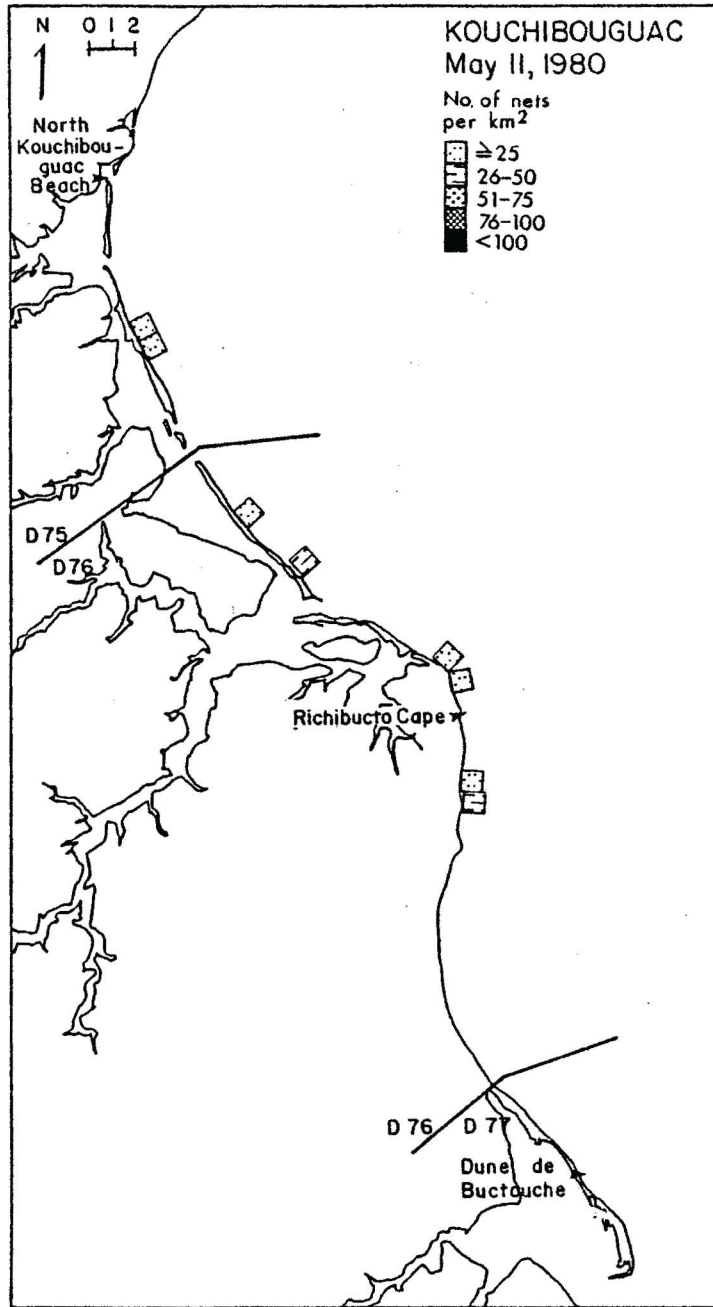 N 0 1 2
KOUCHIBOUGUAC
May 11, 1980
No. of nets
per km²
≧25
26-50
51-75
76-100
<100
North
Kouchibou-
guac
Beach
D 75
D76
Richibucto Cape
D 76 D 77
Dune de
Buctouche